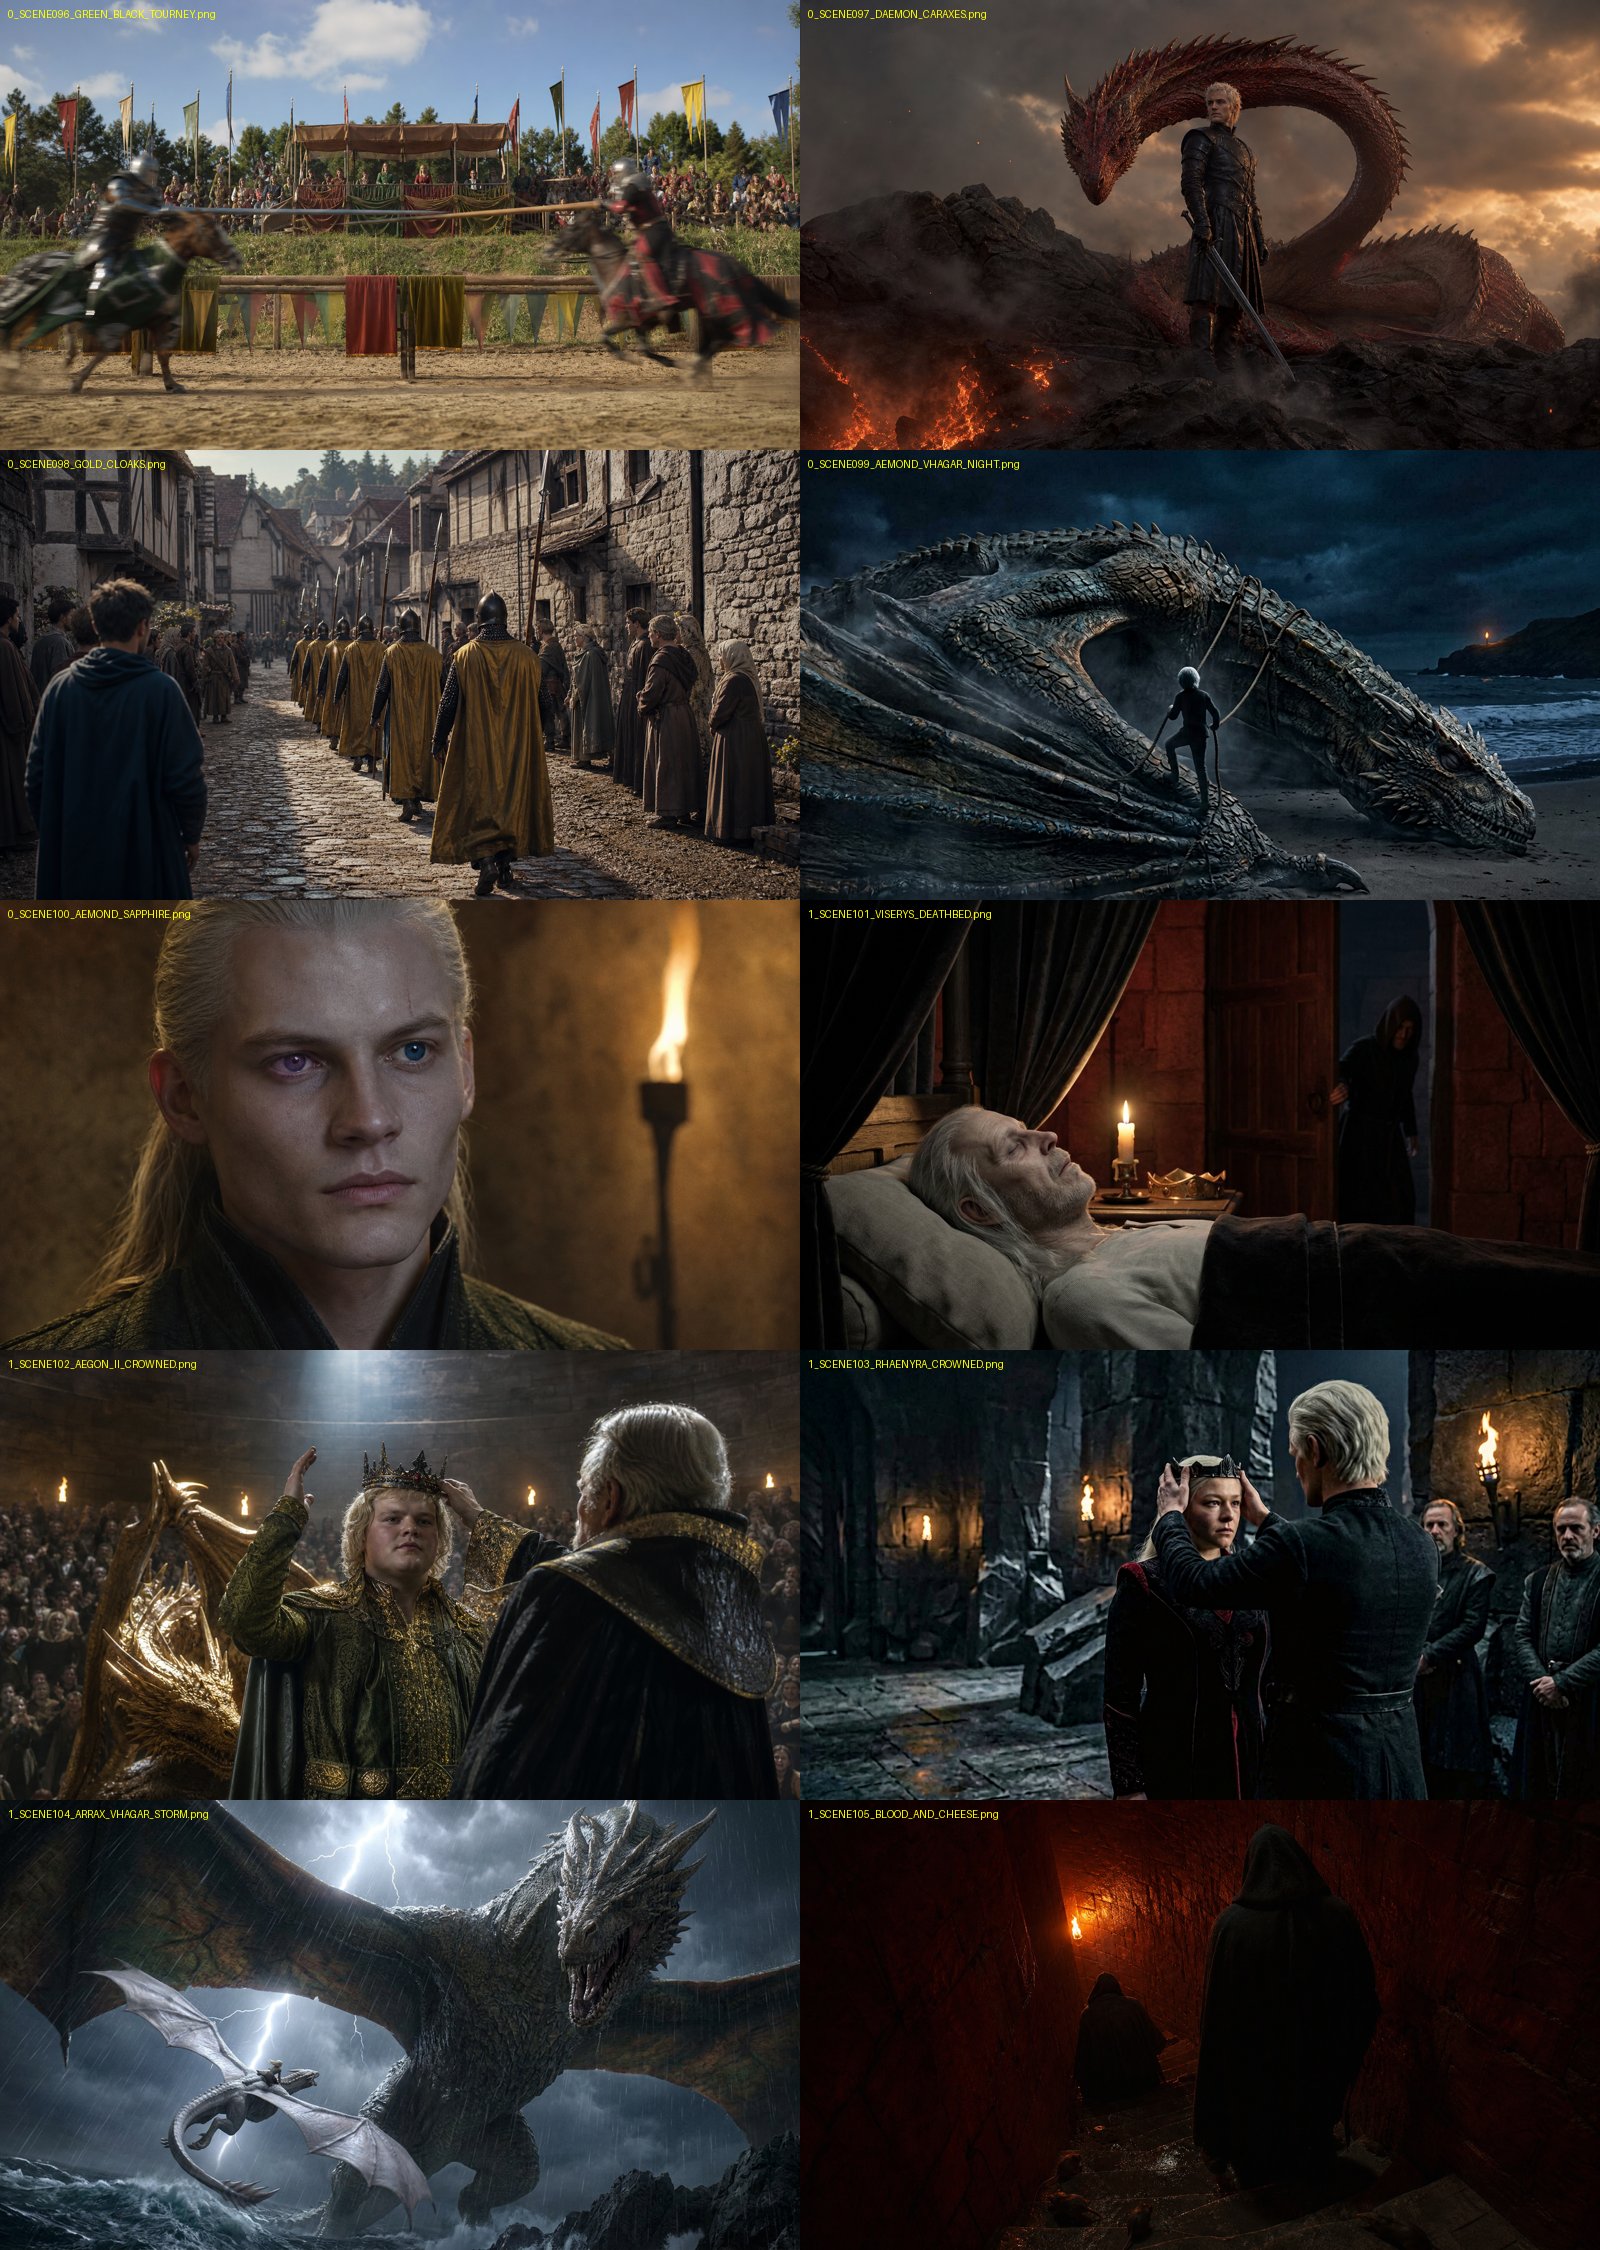 0_SCENE096_GREEN_BLACK_TOURNEY.png
0_SCENE097_DAEMON_CARAXES.png
0_SCENE098_GOLD_CLOAKS.png
0_SCENE099_AEMOND_VHAGAR_NIGHT.png
0_SCENE100_AEMOND_SAPPHIRE.png
1_SCENE101_VISERYS_DEATHBED.png
1_SCENE102_AEGON_II_CROWNED.png
1_SCENE103_RHAENYRA_CROWNED.png
1_SCENE104_ARRAX_VHAGAR_STORM.png
1_SCENE105_BLOOD_AND_CHEESE.png